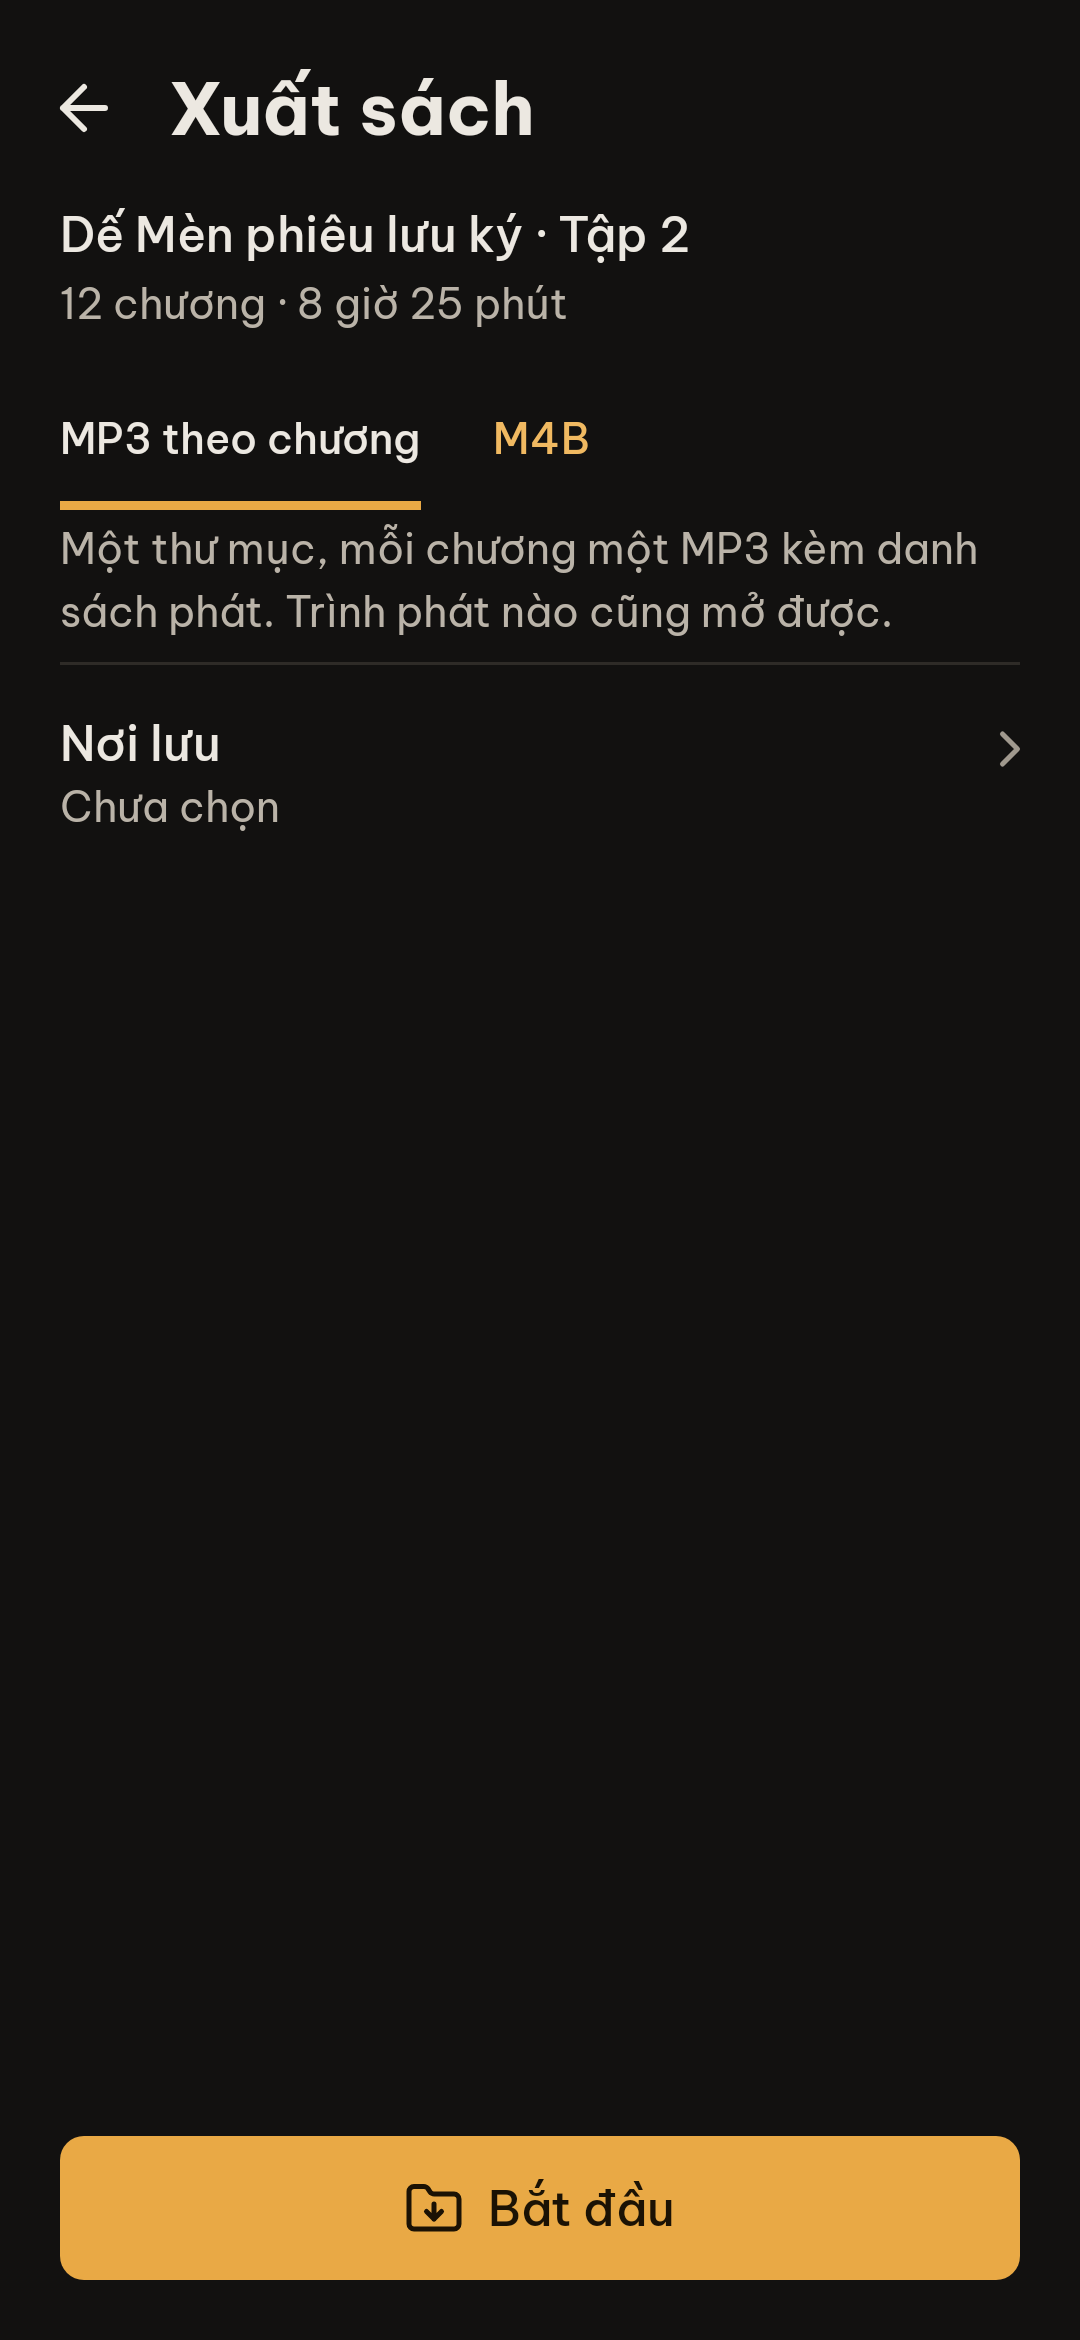 Xuất sách
Dế Mèn phiêu lưu ký · Tập 2
12 chương · 8 giờ 25 phút
MP3 theo chương
M4B
Một thư mục, mỗi chương một MP3 kèm danh
sách phát. Trình phát nào cũng mở được.
Nơi lưu
Chưa chọn
Bắt đầu